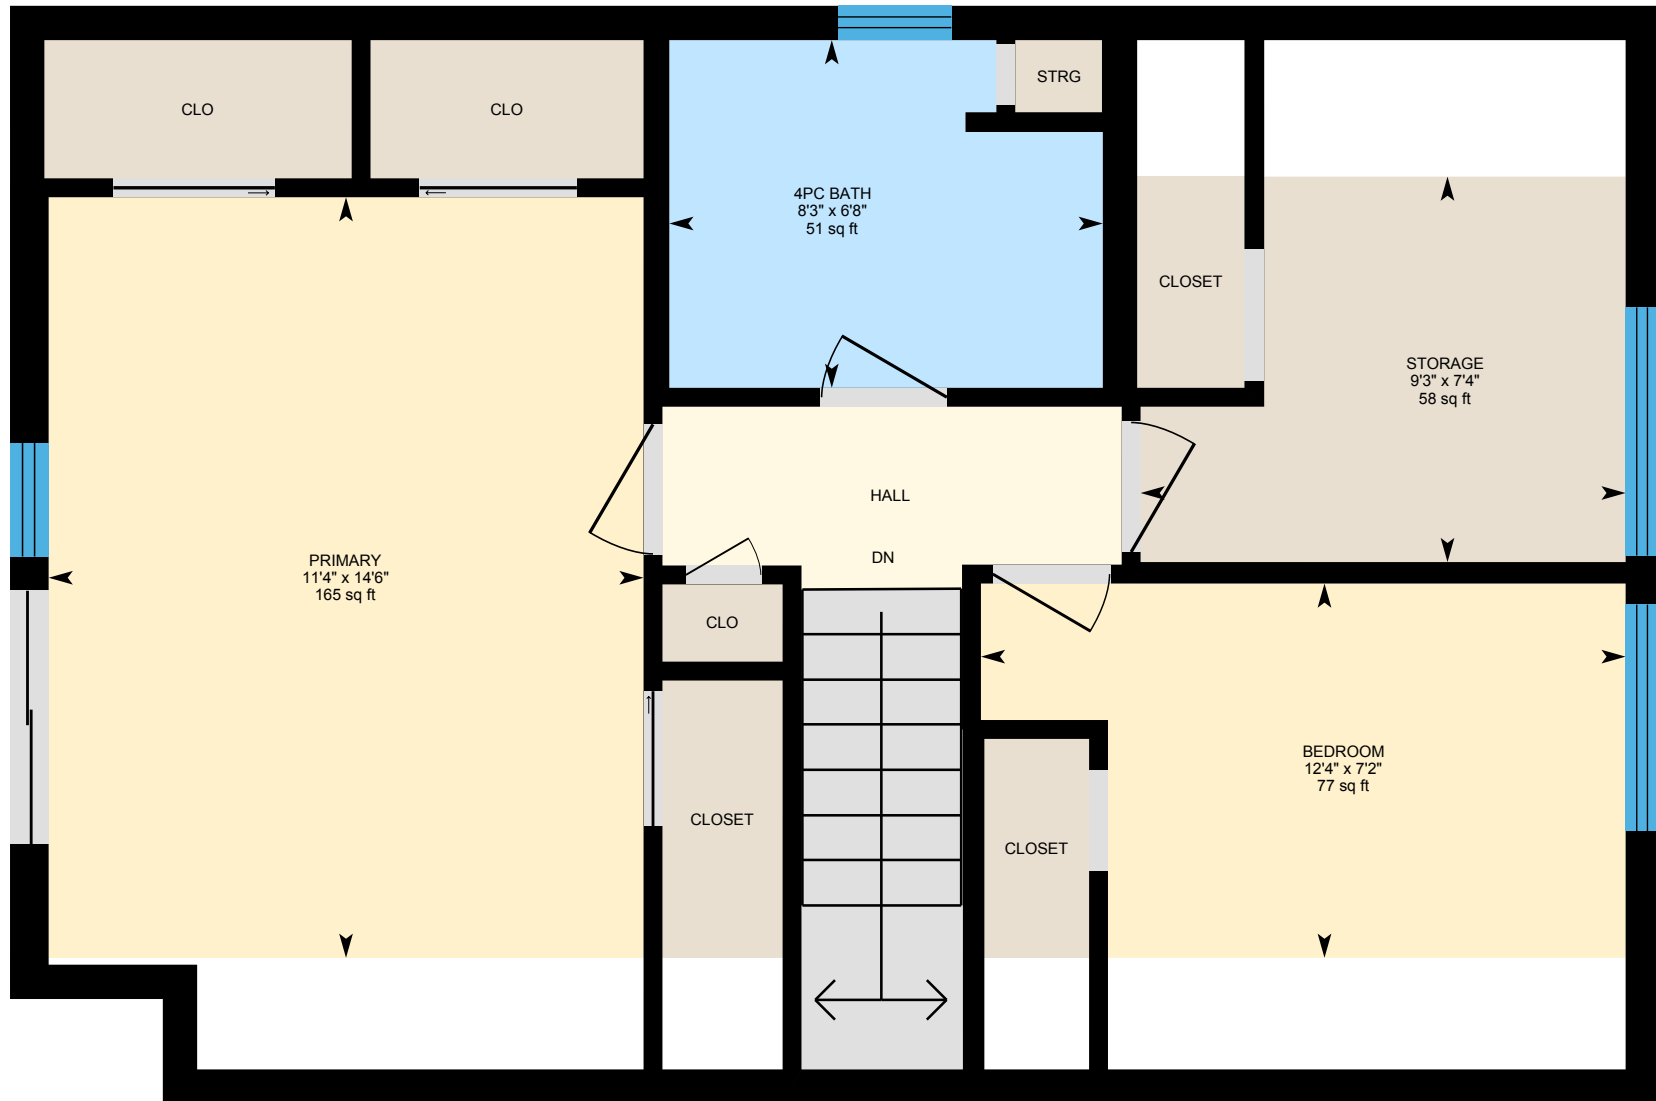 CLO
CLO
STRG
4PC BATH
8'3" x 6'8"
51 sq ft
CLOSET
STORAGE
9'3" x 7'4"
58 sq ft
HALL
DN
PRIMARY
11'4" x 14'6"
165 sq ft
CLO
CLOSET
CLOSET
BEDROOM
12'4" x 7'2"
77 sq ft